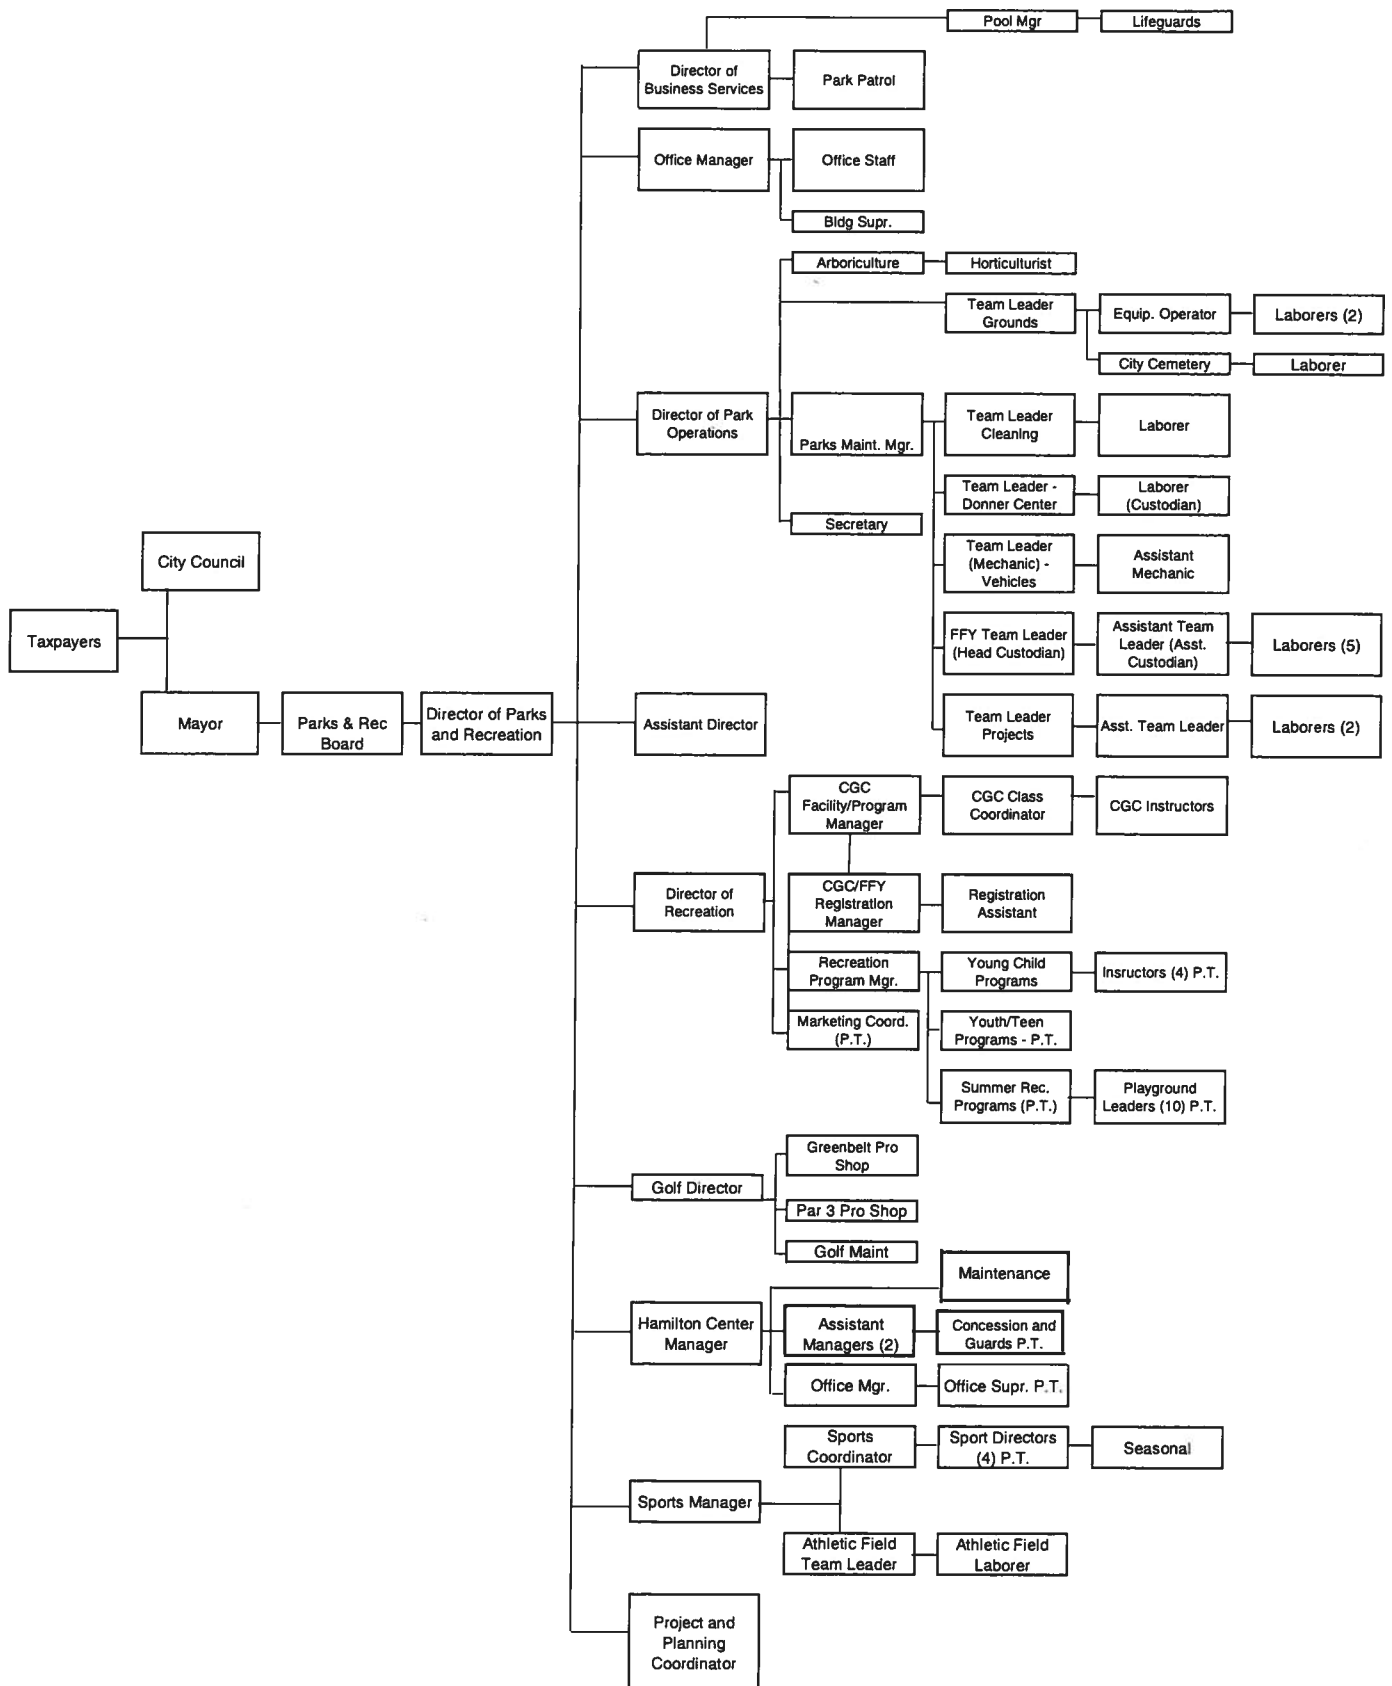 Pool Mgr
Lifeguards
Director of
Business Services
Park Patrol
Office Manager
Office Staff
Bldg Supr.
Arboriculture
Horticulturist
Team Leader
Grounds
Equip. Operator
Laborers (2)
City Cemetery
Laborer
Director of Park
Operations
Parks Maint. Mgr.
Team Leader
Cleaning
Laborer
Team Leader -
Donner Center
Laborer
(Custodian)
Secretary
Team Leader
(Mechanic) -
Vehicles
Assistant
Mechanic
City Council
Taxpayers
FFY Team Leader
(Head Custodian)
Assistant Team
Leader (Asst.
Custodian)
Laborers (5)
Mayor
Parks & Rec
Board
Director of Parks
and Recreation
Assistant Director
Team Leader
Projects
Asst. Team Leader
Laborers (2)
CGC
Facility/Program
Manager
CGC Class
Coordinator
CGC Instructors
Director of
Recreation
CGC/FFY
Registration
Manager
Registration
Assistant
Recreation
Program Mgr.
Young Child
Programs
Insructors (4) P.T.
Marketing Coord.
(P.T.)
Youth/Teen
Programs - P.T.
Summer Rec.
Programs (P.T.)
Playground
Leaders (10) P.T.
Greenbelt Pro
Shop
Golf Director
Par 3 Pro Shop
Golf Maint
Maintenance
Hamilton Center
Manager
Assistant
Managers (2)
Concession and
Guards P.T.
Office Mgr.
Office Supr. P.T.
Sports
Coordinator
Sport Directors
(4) P.T.
Seasonal
Sports Manager
Athletic Field
Team Leader
Athletic Field
Laborer
Project and
Planning
Coordinator